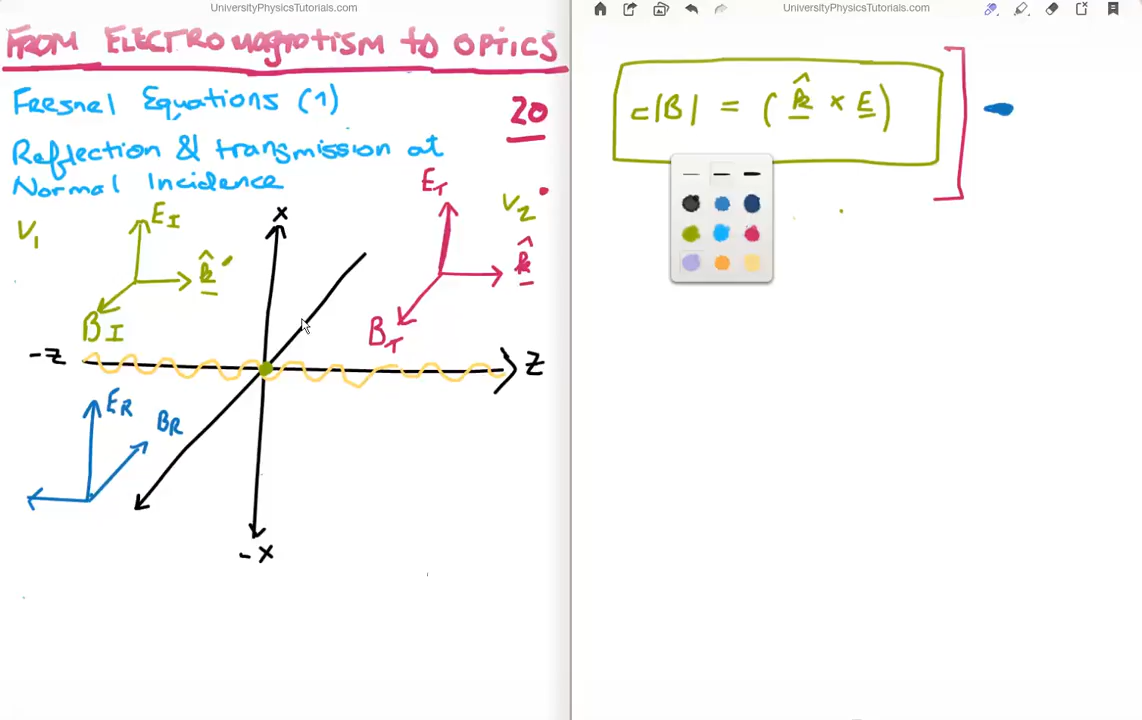 UniversityPhysicsTutorials.com
FROM ELECTROMAGNETISM TO OPTICS
Fresnel Equations (1)
20
Reflection & transmission at
Normal Incidence
V₁
E_I
k̂
B_I
X
E_T
V₂
k̂
B_T
-Z
Z
E_R
B_R
-X
UniversityPhysicsTutorials.com
c|B| = (k̂ × E)